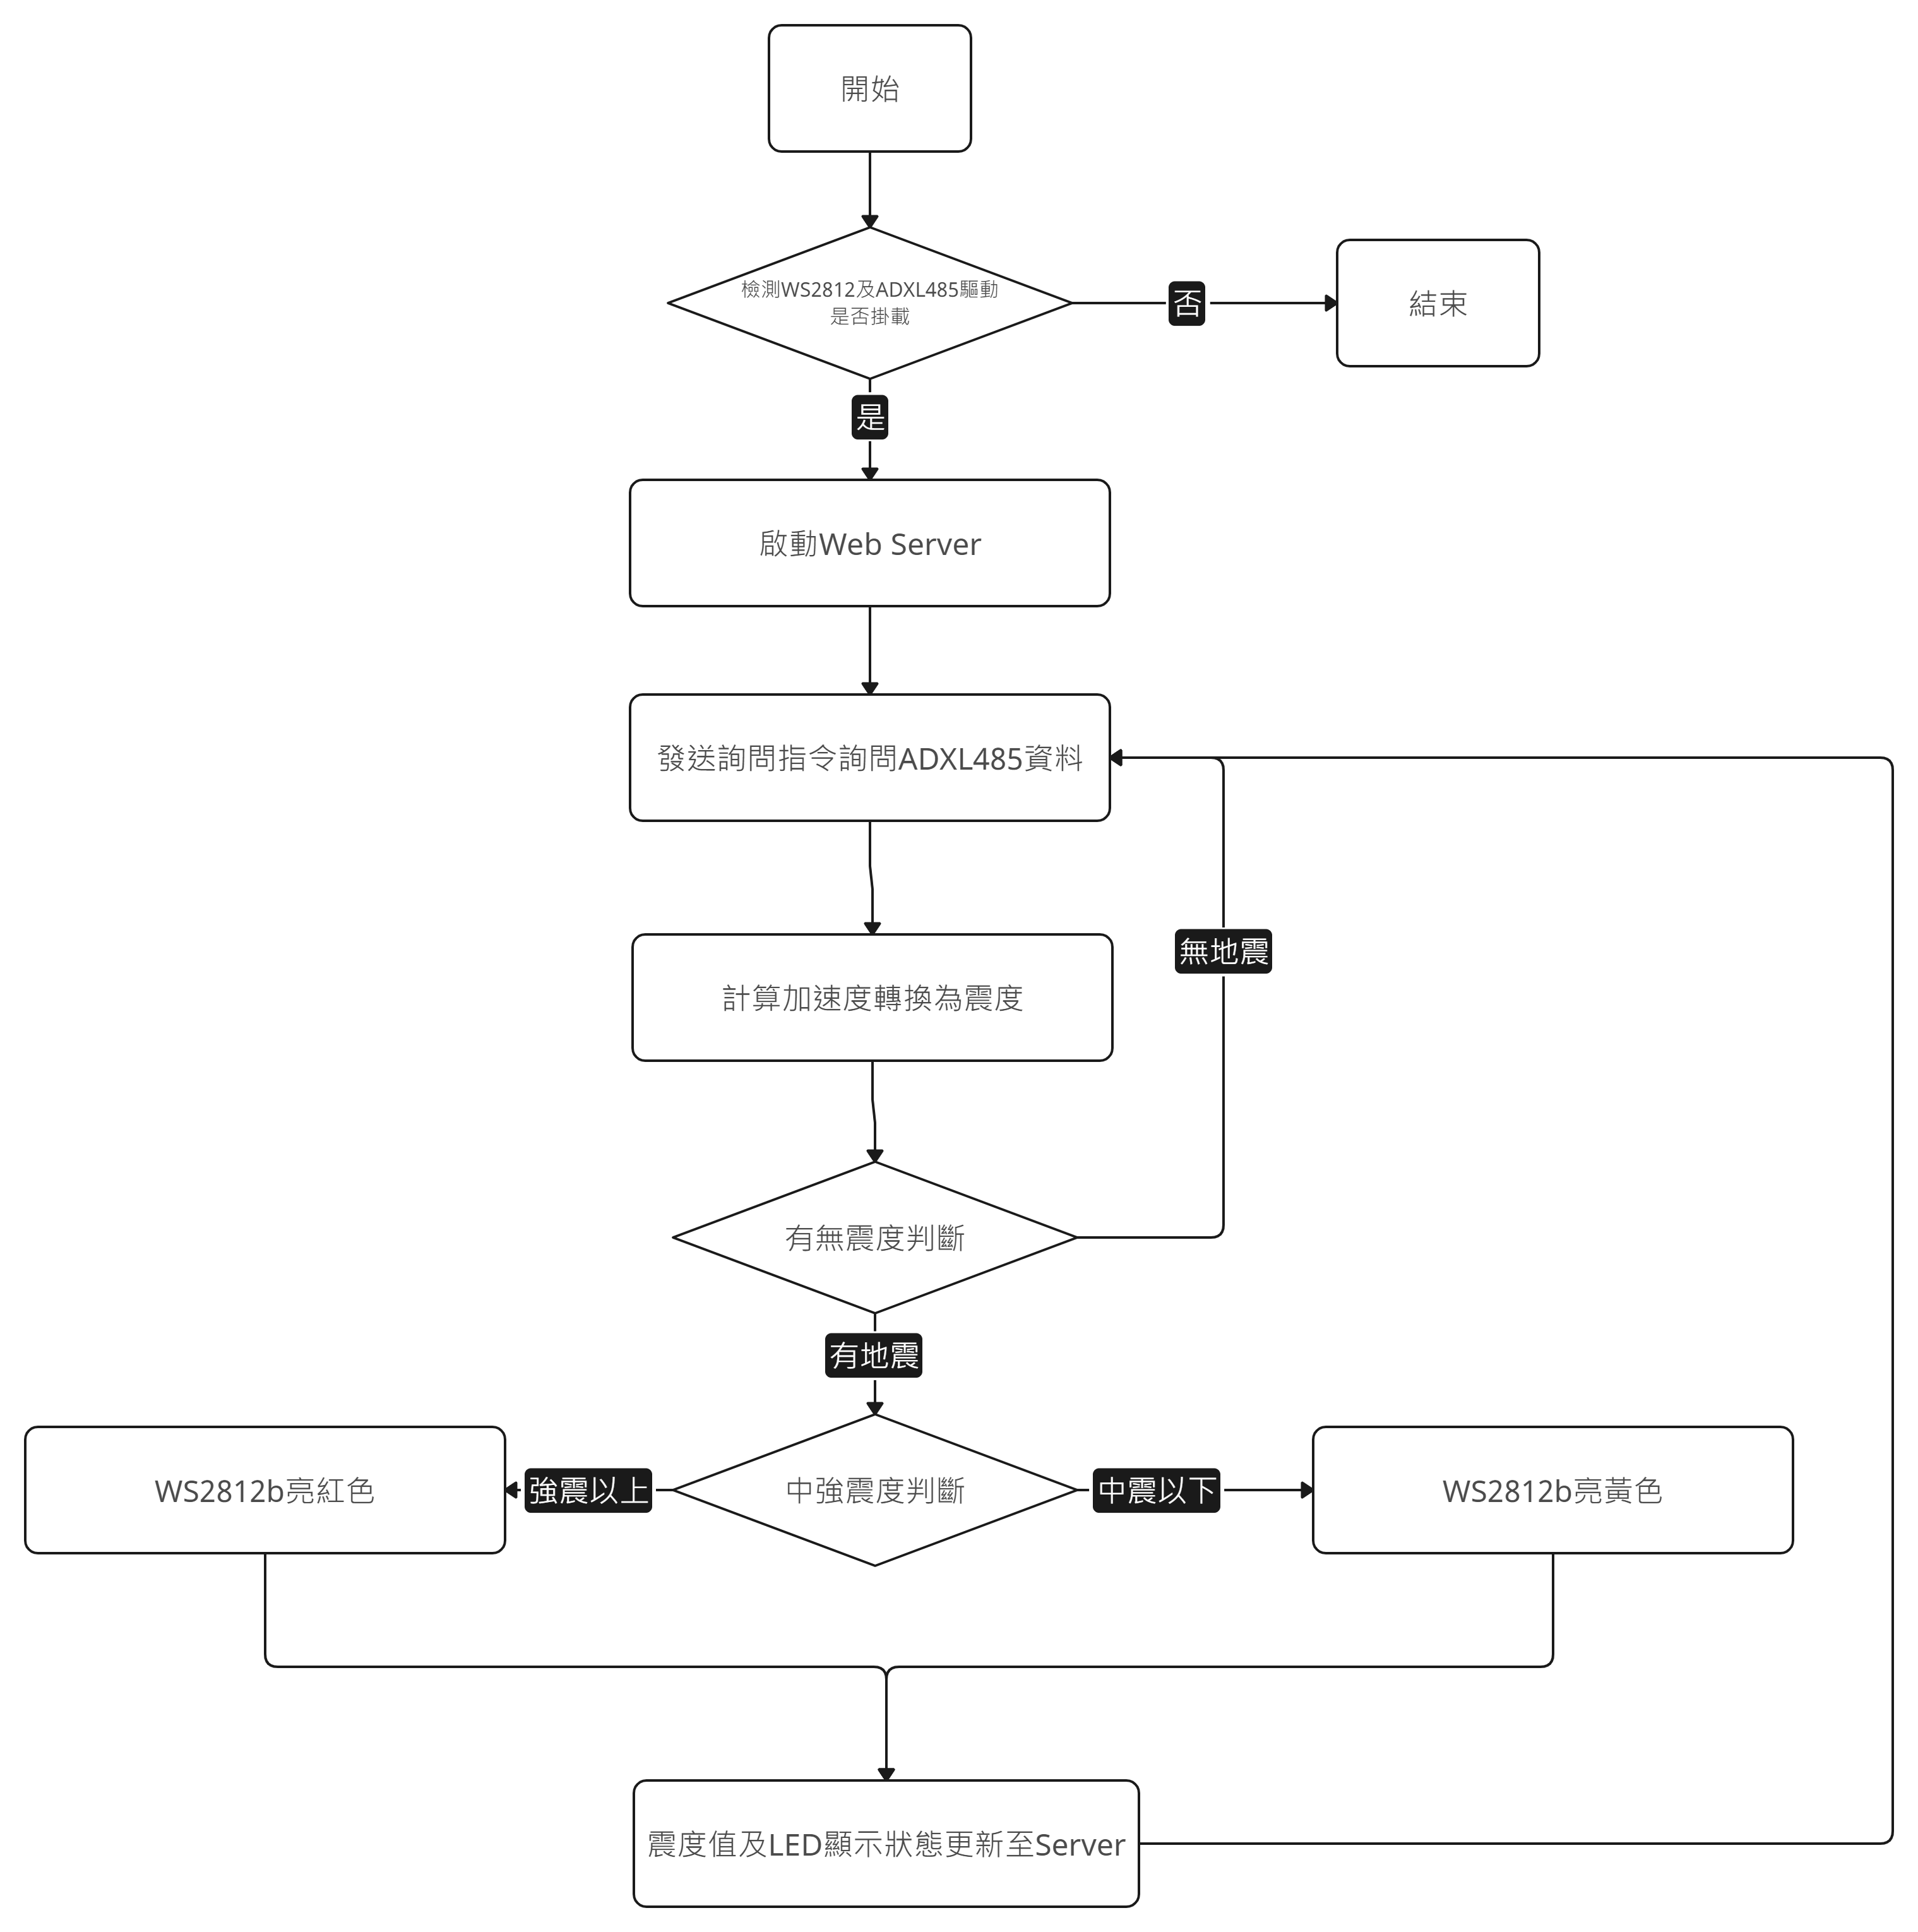 開始
檢測WS2812及ADXL485驅動
是否掛載
否
結束
是
啟動Web Server
發送詢問指令詢問ADXL485資料
無地震
計算加速度轉換為震度
有無震度判斷
有地震
WS2812b亮紅色
強震以上
中強震度判斷
中震以下
WS2812b亮黃色
震度值及LED顯示狀態更新至Server